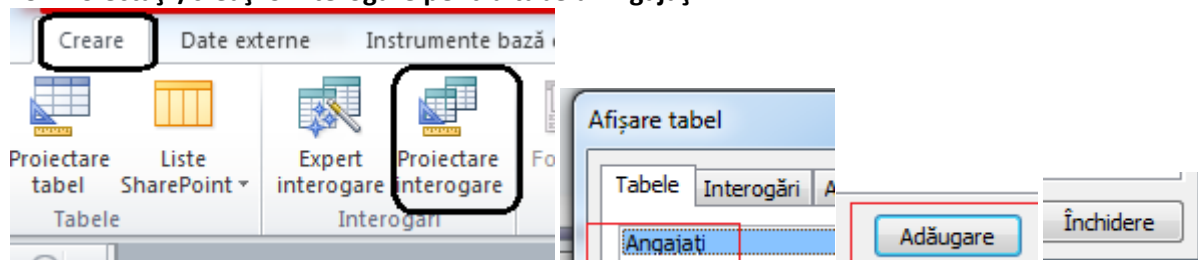 Creare Date externe Instrumente bază
Proiectare tabel
Liste SharePoint
Expert interogare
Proiectare interogare
Tabele
Interogări
Afișare tabel
Tabele Interogări
Angajați
Adăugare
Închidere